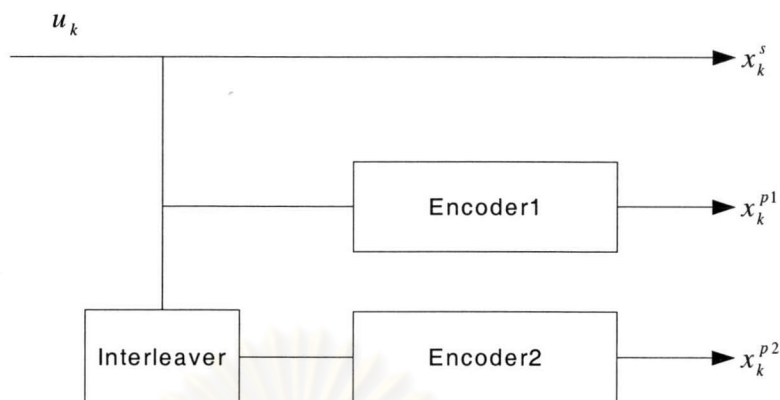 u_k
x_k^s
Encoder1
x_k^{p1}
Interleaver
Encoder2
x_k^{p2}